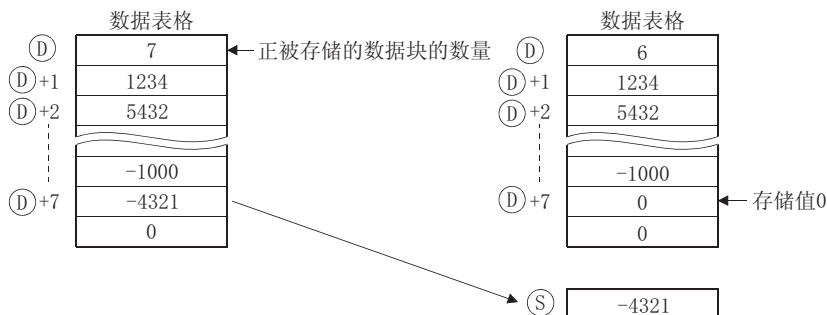 数据表格
D 7 正被存储的数据块的数量
D +1 1234
D +2 5432
-1000
D +7 -4321
0
数据表格
D 6
D +1 1234
D +2 5432
-1000
D +7 0 存储值0
0
S -4321